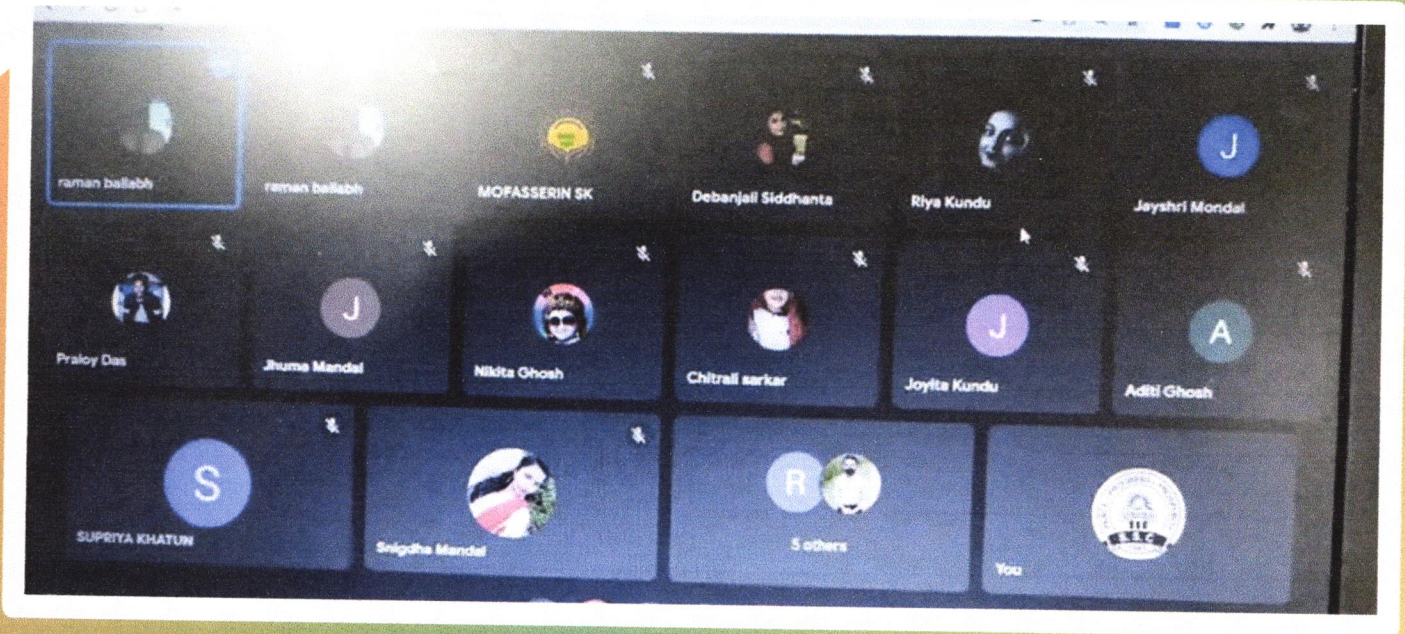 raman ballabh
raman ballabh
MOFASSERIN SK
Debanjali Siddhanta
Riya Kundu
J
Jayshri Mondal
Praloy Das
J
Jhuma Mandal
Nikita Ghosh
Chitrali sarkar
J
Joyita Kundu
A
Aditi Ghosh
S
SUPRIYA KHATUN
Snigdha Mandal
R
5 others
S.S.C
You